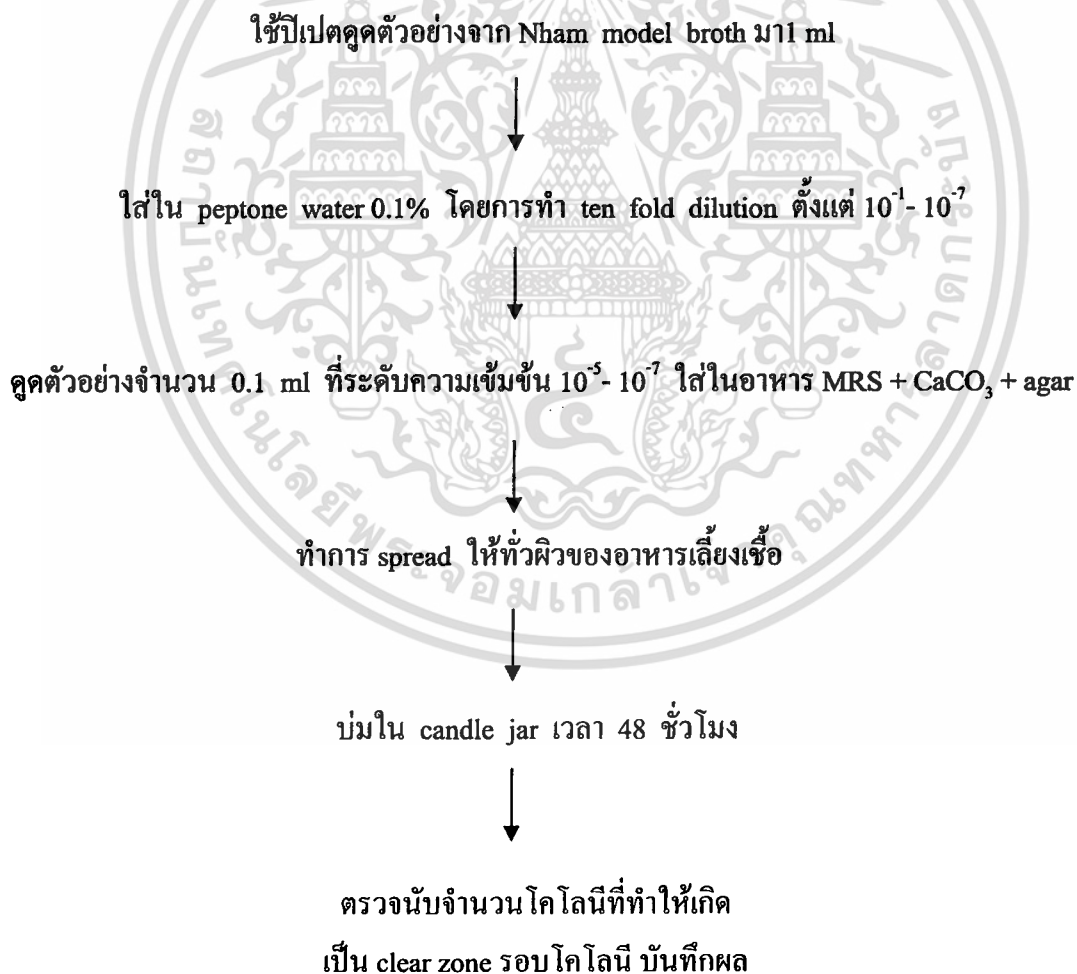 ใช้ปีเปตดูดตัวอย่างจาก Nham model broth มา1 ml
ใส่ใน peptone water 0.1% โดยการทำ ten fold dilution ตั้งแต่ 10⁻¹- 10⁻⁷
ดูดตัวอย่างจำนวน 0.1 ml ที่ระดับความเข้มข้น 10⁻⁵- 10⁻⁷ ใส่ในอาหาร MRS + CaCO₃ + agar
ทำการ spread ให้ทั่วผิวของอาหารเลี้ยงเชื้อ
บ่มใน candle jar เวลา 48 ชั่วโมง
ตรวจนับจำนวนโคโลนีที่ทำให้เกิด
เป็น clear zone รอบโคโลนี บันทึกผล